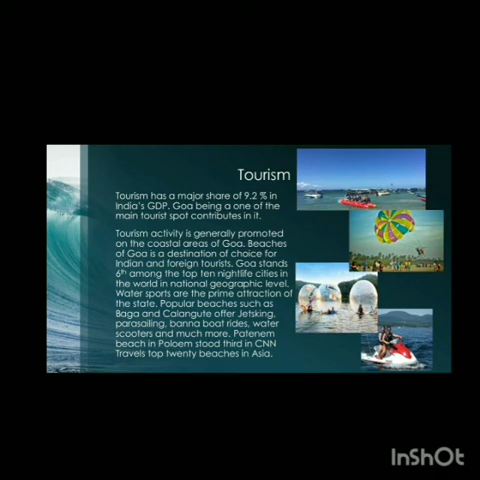 Tourism
Tourism has a major share of 9.2 % in
India's GDP. Goa being a one of the
main tourist spot contributes in it.
Tourism activity is generally promoted
on the coastal areas of Goa. Beaches
of Goa is a destination of choice for
Indian and foreign tourists. Goa stands
6th among the top ten nightlife cities in
the world in national geographic level.
Water sports are the prime attraction of
the state. Popular beaches such as
Baga and Calangute offer Jetsking,
parasailing, banna boat rides, water
scooters and much more. Patenem
beach in Poloem stood third in CNN
Travels top twenty beaches in Asia.
InShOt